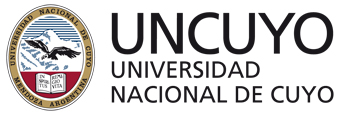 UNIVERSIDAD NACIONAL DE CUYO
MENDOZA ARGENTINA
UNCUYO
UNIVERSIDAD
NACIONAL DE CUYO